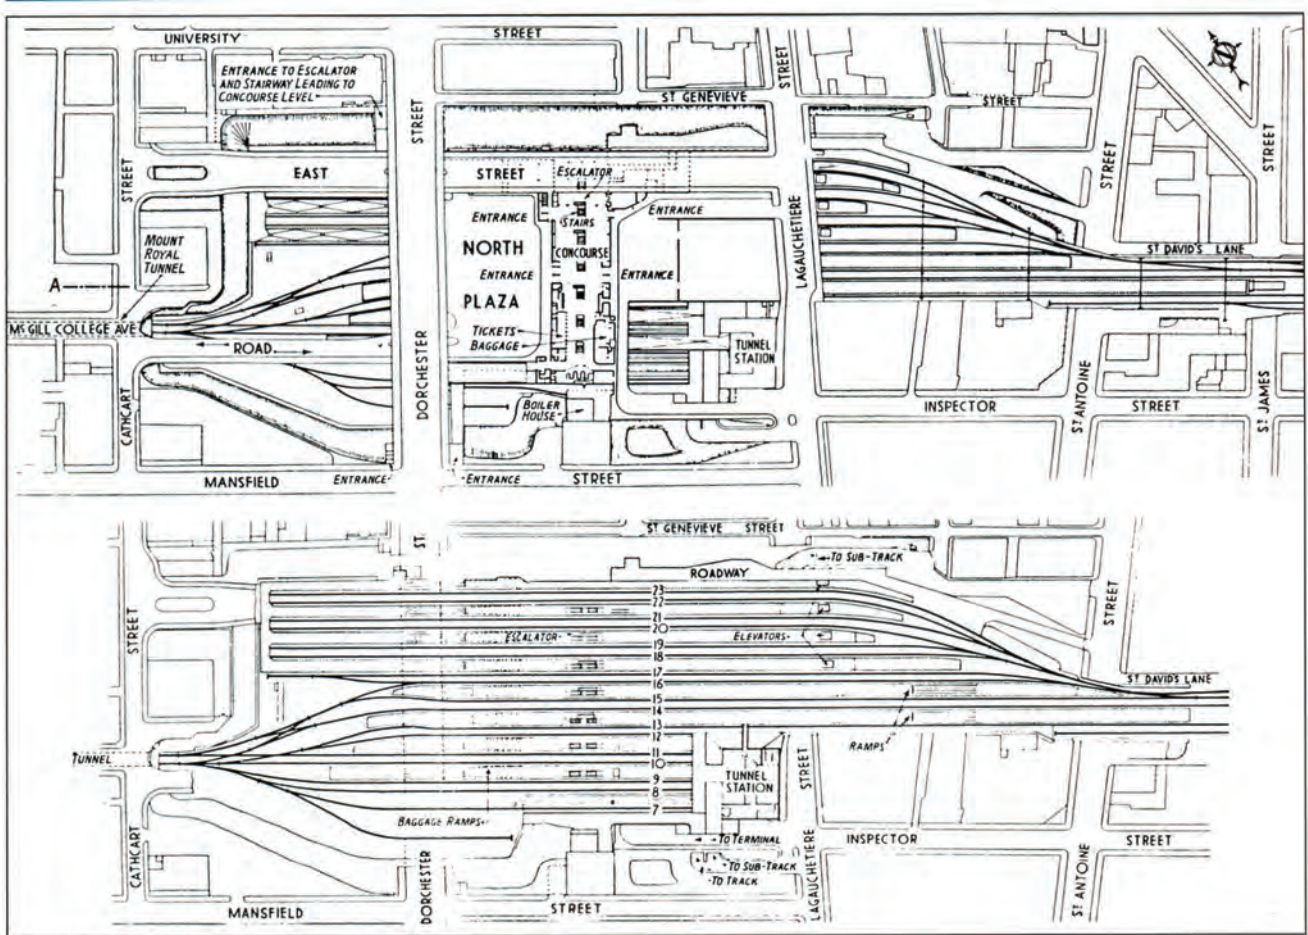 UNIVERSITY
STREET
ENTRANCE TO ESCALATOR
AND STAIRWAY LEADING TO
CONCOURSE LEVEL
STREET
STREET
ST GENEVIEVE
STREET
STREET
STREET
STREET
EAST
STREET
ESCALATOR
ENTRANCE
STAIRS
ENTRANCE
MOUNT
ROYAL
TUNNEL
NORTH
PLAZA
CONCOURSE
ENTRANCE
ENTRANCE
LAGAUCHETIERE
ST DAVID'S LANE
A
MC GILL COLLEGE AVE
ROAD
TICKETS
BAGGAGE
TUNNEL
STATION
CATHCART
DORCHESTER
BOILER
HOUSE
INSPECTOR
STREET
ST ANTOINE
ST JAMES
MANSFIELD
ENTRANCE
ENTRANCE
STREET
ST.
ST GENEVIEVE STREET
TO SUB-TRACK
ROADWAY
STREET
STREET
23
22
21
20
ESCALATOR
ELEVATORS
19
18
17
16
ST DAVID'S LANE
15
14
13
12
RAMPS
TUNNEL
11
10
TUNNEL
STATION
STREET
9
8
7
BAGGAGE RAMPS
CATHCART
DORCHESTER
TO TERMINAL
TO SUB-TRACK
TO TRACK
LAGAUCHETIERE
INSPECTOR
STREET
ST ANTOINE
MANSFIELD
STREET